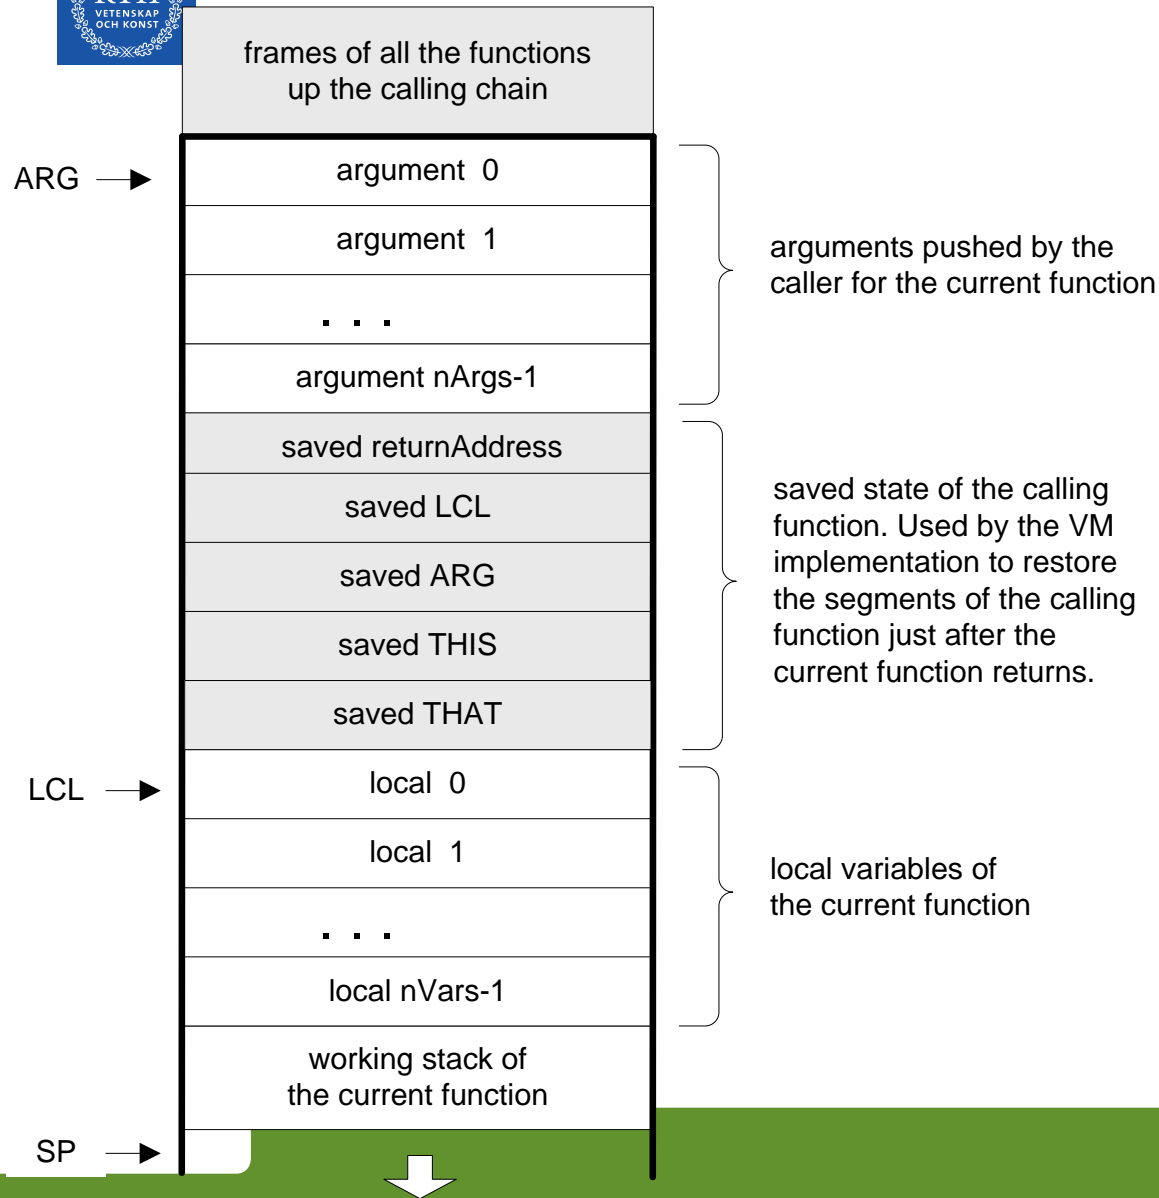 VETENSKAP
OCH KONST
frames of all the functions
up the calling chain
ARG
argument 0
argument 1
. . .
argument nArgs-1
arguments pushed by the
caller for the current function
saved returnAddress
saved LCL
saved ARG
saved THIS
saved THAT
saved state of the calling
function. Used by the VM
implementation to restore
the segments of the calling
function just after the
current function returns.
LCL
local 0
local 1
. . .
local nVars-1
local variables of
the current function
working stack of
the current function
SP